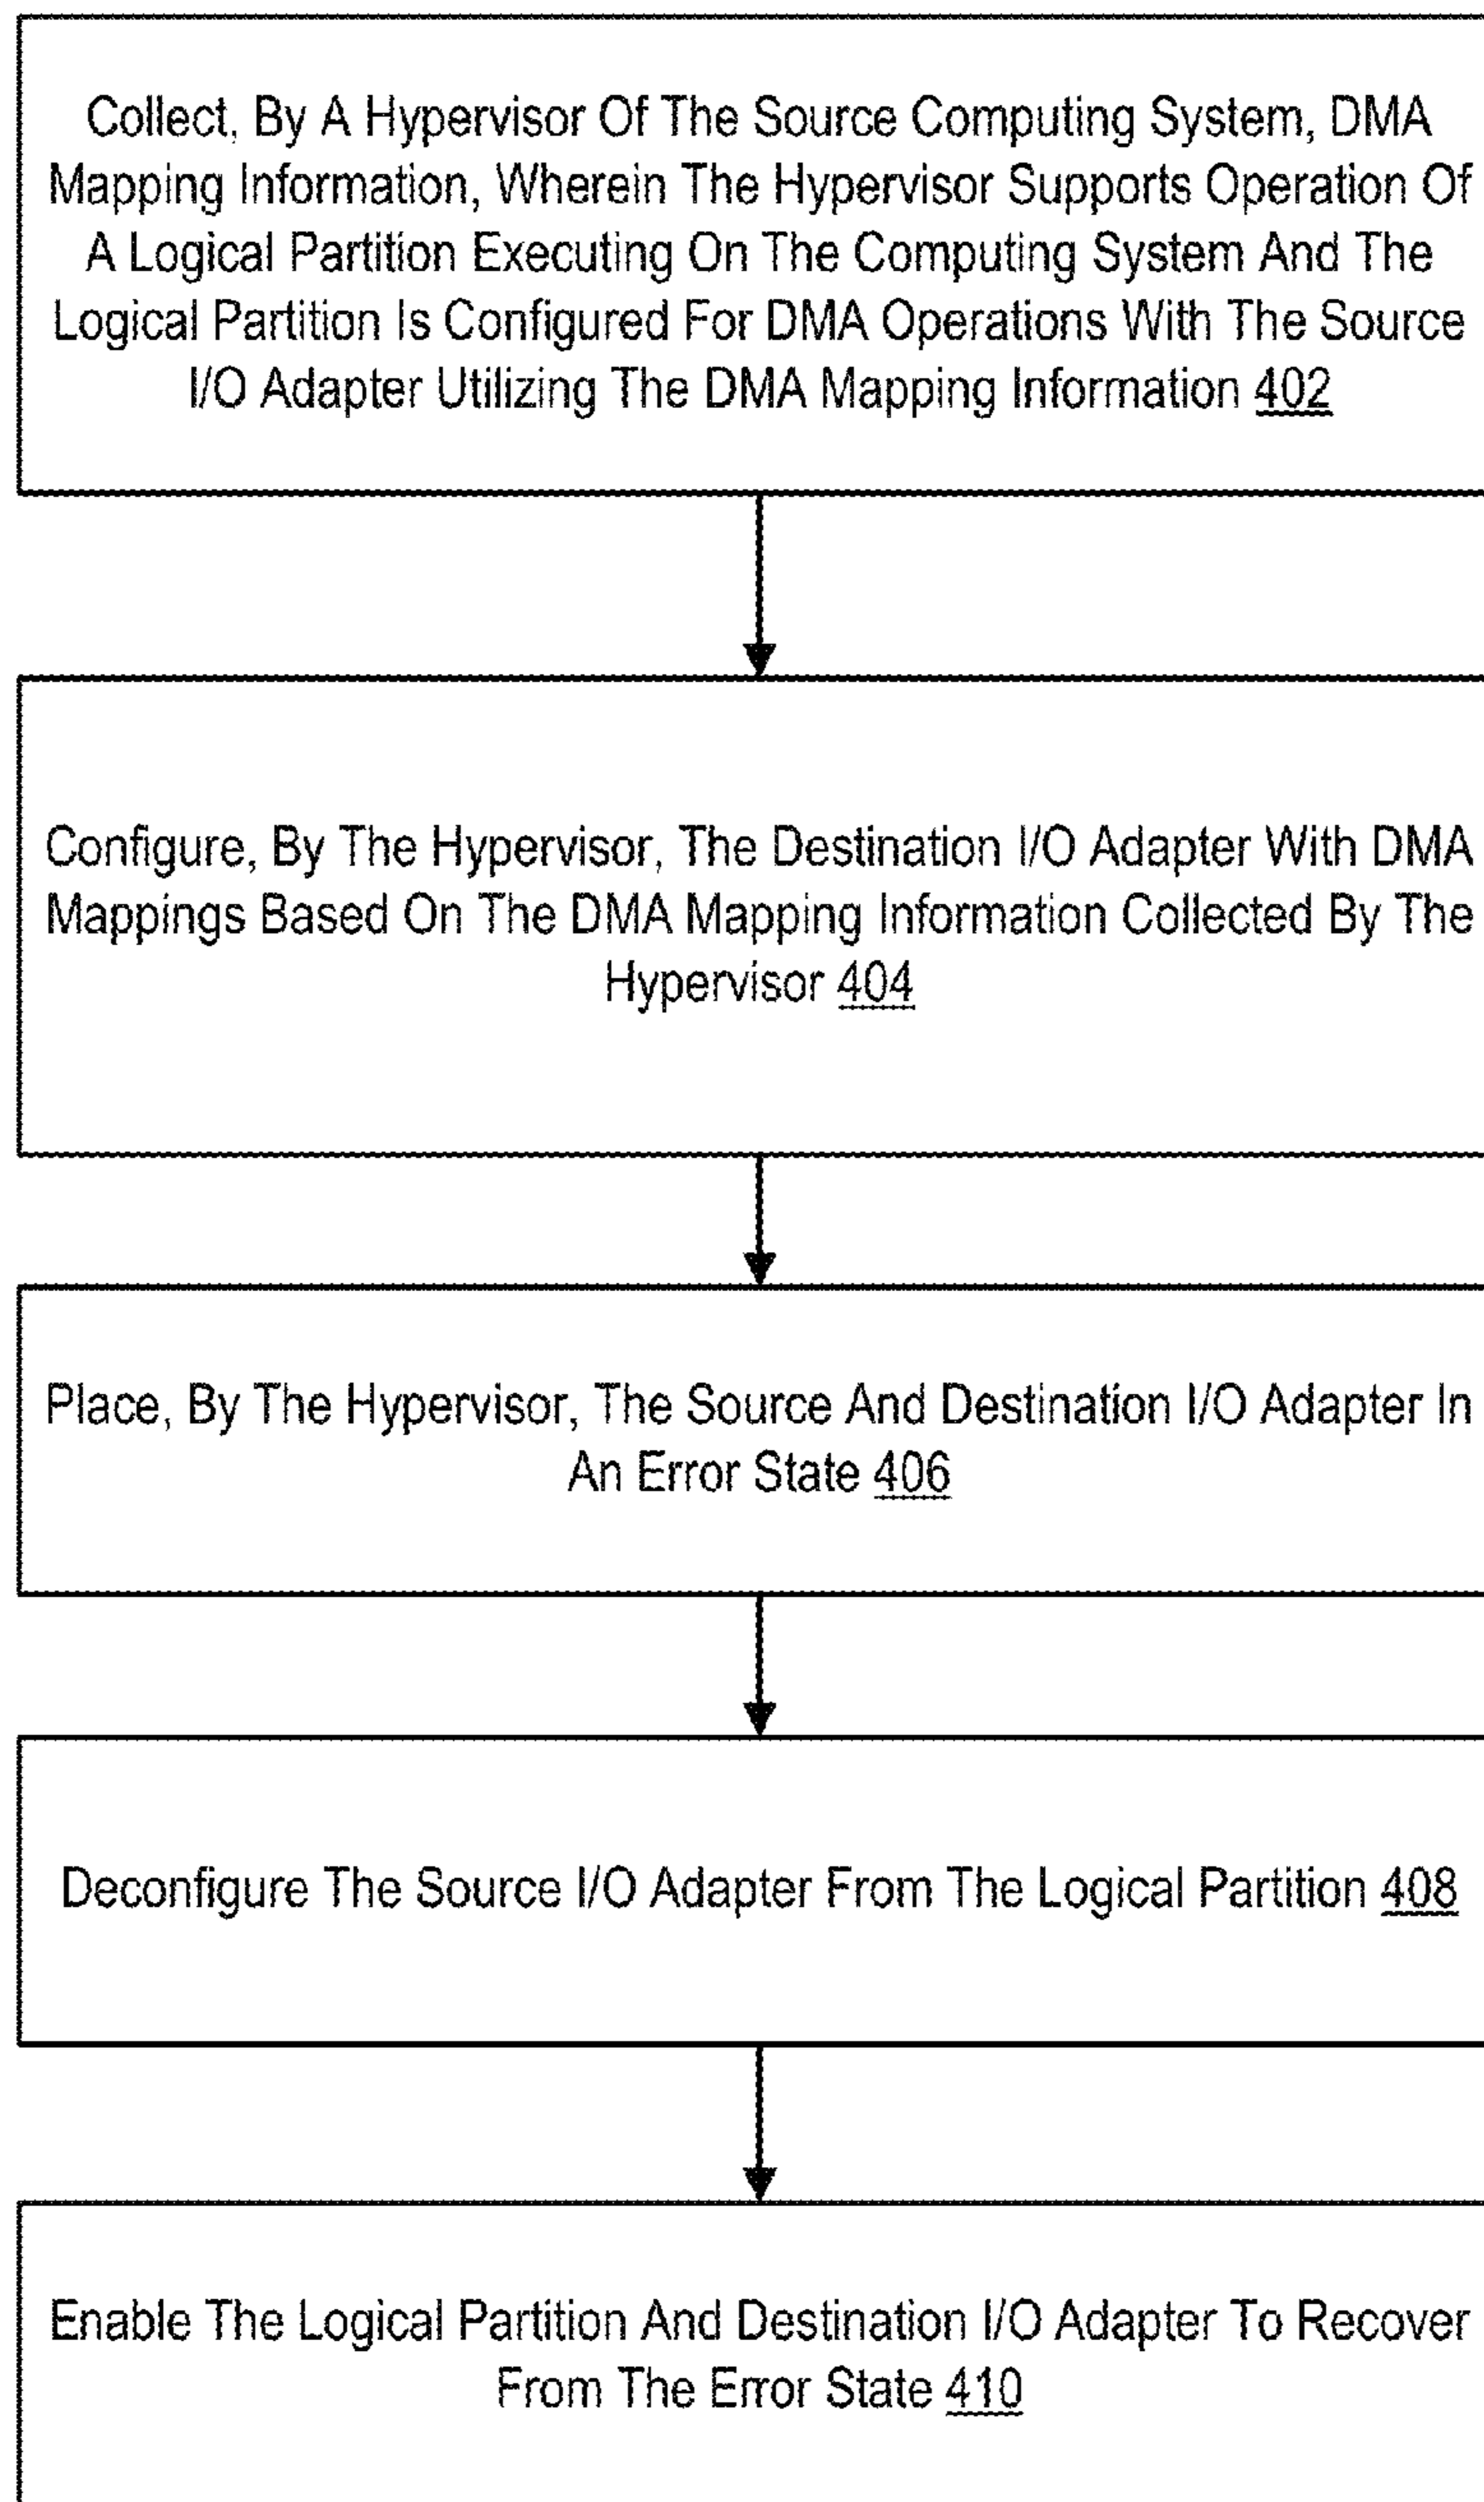 Collect, By A Hypervisor Of The Source Computing System, DMA
Mapping Information, Wherein The Hypervisor Supports Operation Of
A Logical Partition Executing On The Computing System And The
Logical Partition Is Configured For DMA Operations With The Source
I/O Adapter Utilizing The DMA Mapping Information 402
Configure, By The Hypervisor, The Destination I/O Adapter With DMA
Mappings Based On The DMA Mapping Information Collected By The
Hypervisor 404
Place, By The Hypervisor, The Source And Destination I/O Adapter In
An Error State 406
Deconfigure The Source I/O Adapter From The Logical Partition 408
Enable The Logical Partition And Destination I/O Adapter To Recover
From The Error State 410